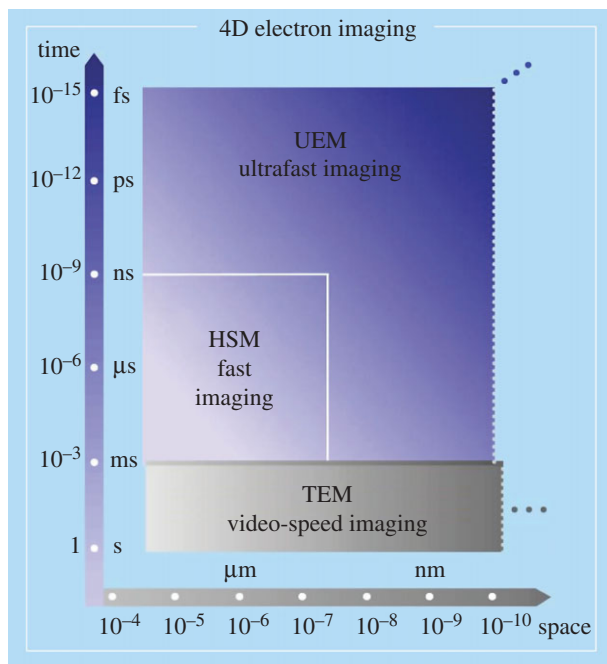 4D electron imaging
time
10⁻¹⁵ fs
UEM
ultrafast imaging
10⁻¹² ps
10⁻⁹ ns
HSM
fast
imaging
10⁻⁶ μs
10⁻³ ms
TEM
video-speed imaging
1 s
μm nm
10⁻⁴ 10⁻⁵ 10⁻⁶ 10⁻⁷ 10⁻⁸ 10⁻⁹ 10⁻¹⁰ space